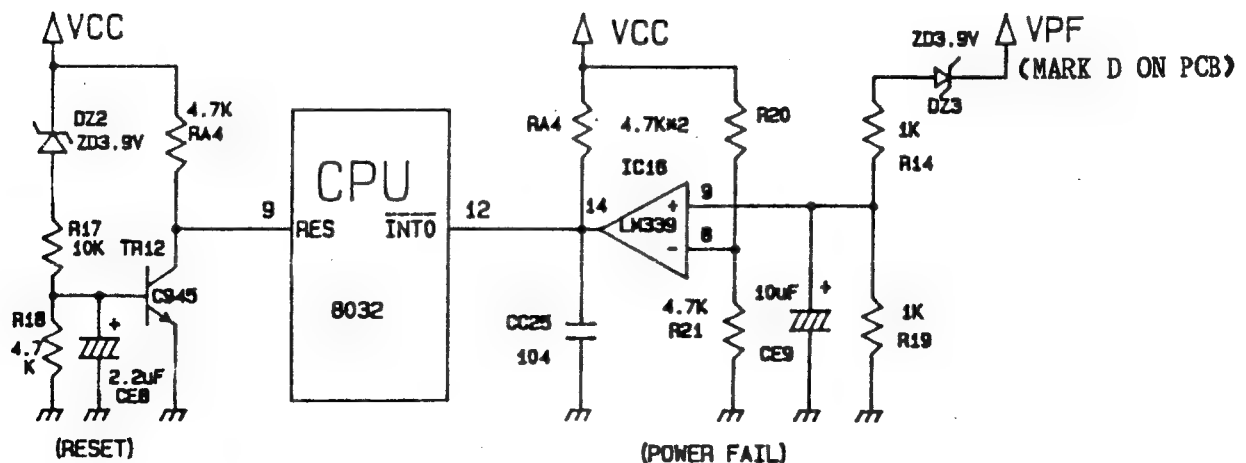 VCC
DZ2
ZD3.9V
4.7K
RA4
R17
10K
TR12
C945
R18
4.7
K
2.2uF
CE8
(RESET)
9
RES
CPU
INT0
8032
12
VCC
RA4
4.7K*2
R20
IC16
14
LM339
+
-
9
8
CC25
104
4.7K
R21
+
10uF
CE9
+
(POWER FAIL)
ZD3.9V
DZ3
VPF
(MARK D ON PCB)
1K
R14
1K
R19